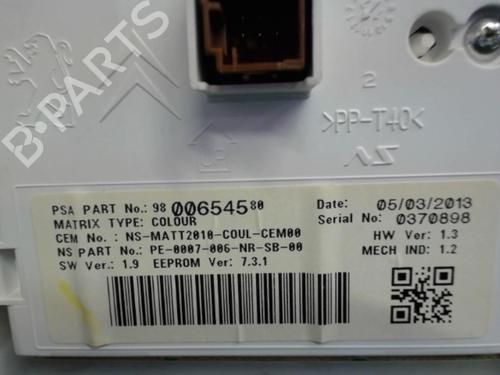 B-PARTS
2
>PP-T40<
NS
PSA PART No.: 98 006545 80
MATRIX TYPE: COLOUR
CEM No. : NS-MATT2010-COUL-CEM00
NS PART No.: PE-0007-006-NR-SB-00
SW Ver.: 1.9 EEPROM Ver: 7.3.1
Date: 05/03/2013
Serial No: 0370898
HW Ver: 1.3
MECH IND: 1.2